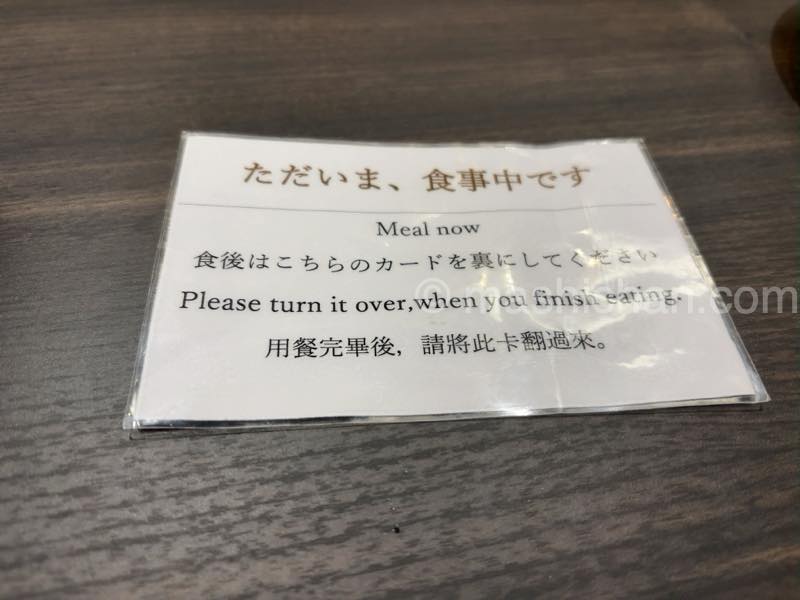 ただいま、食事中です
Meal now
食後はこちらのカードを裏にしてください
Please turn it over,when you finish eating.
用餐完畢後，請將此卡翻過來。
© machishan.com